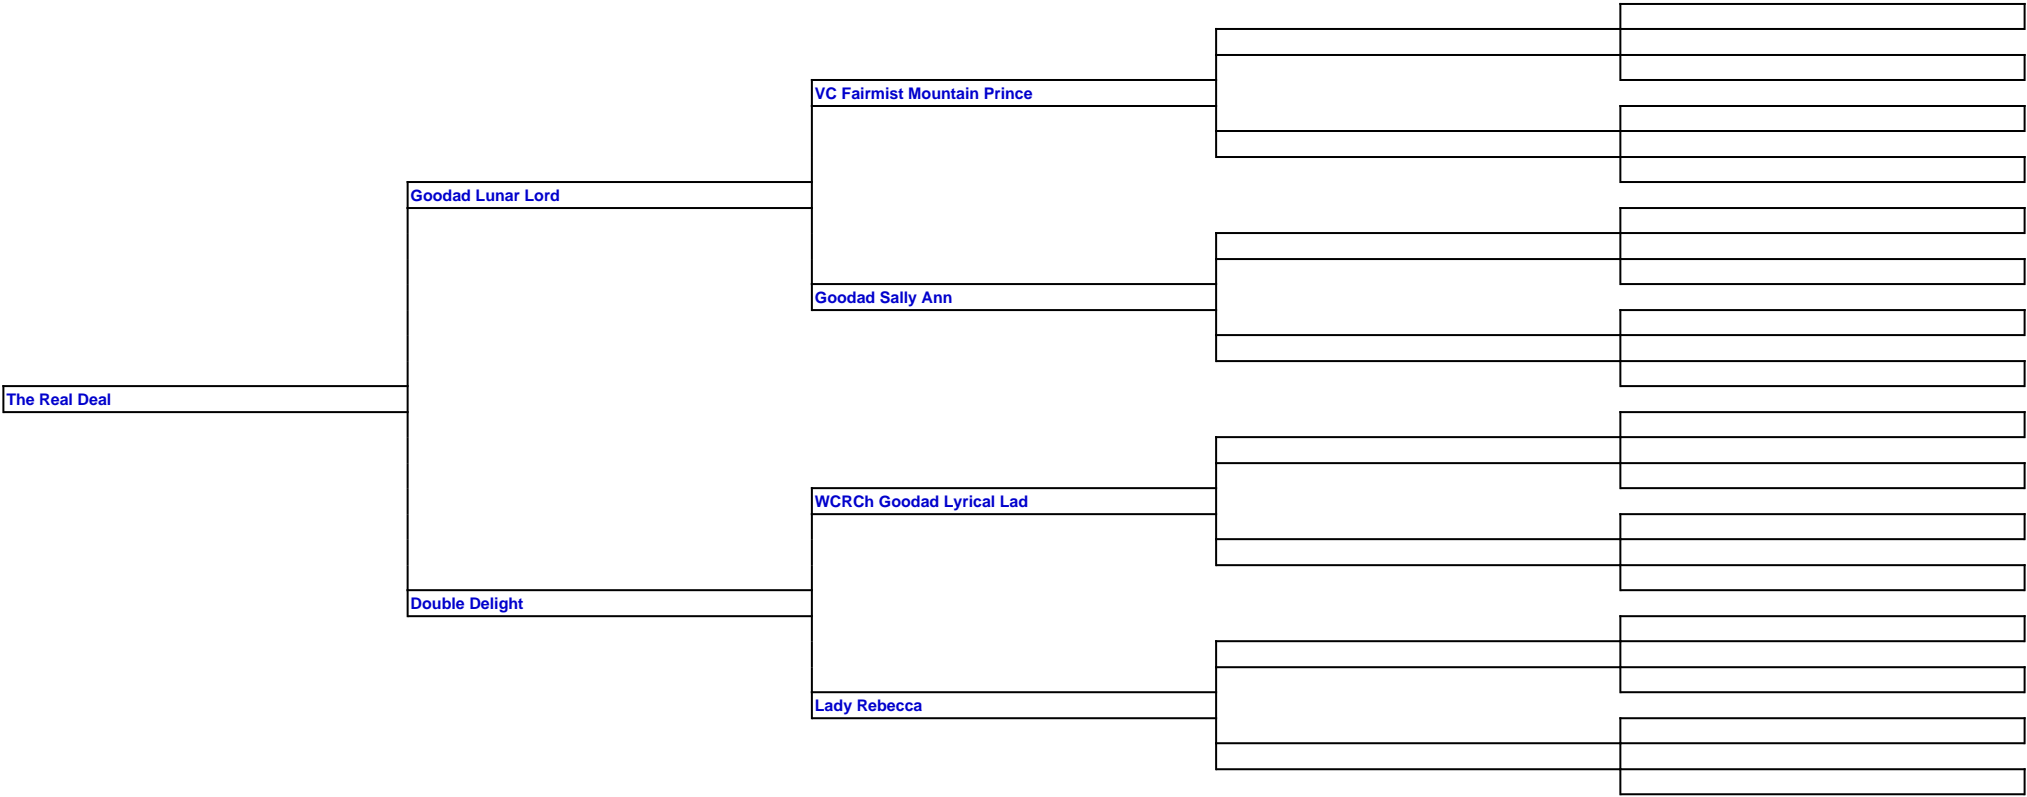 VC Fairmist Mountain Prince
Goodad Lunar Lord
Goodad Sally Ann
The Real Deal
WCRCh Goodad Lyrical Lad
Double Delight
Lady Rebecca